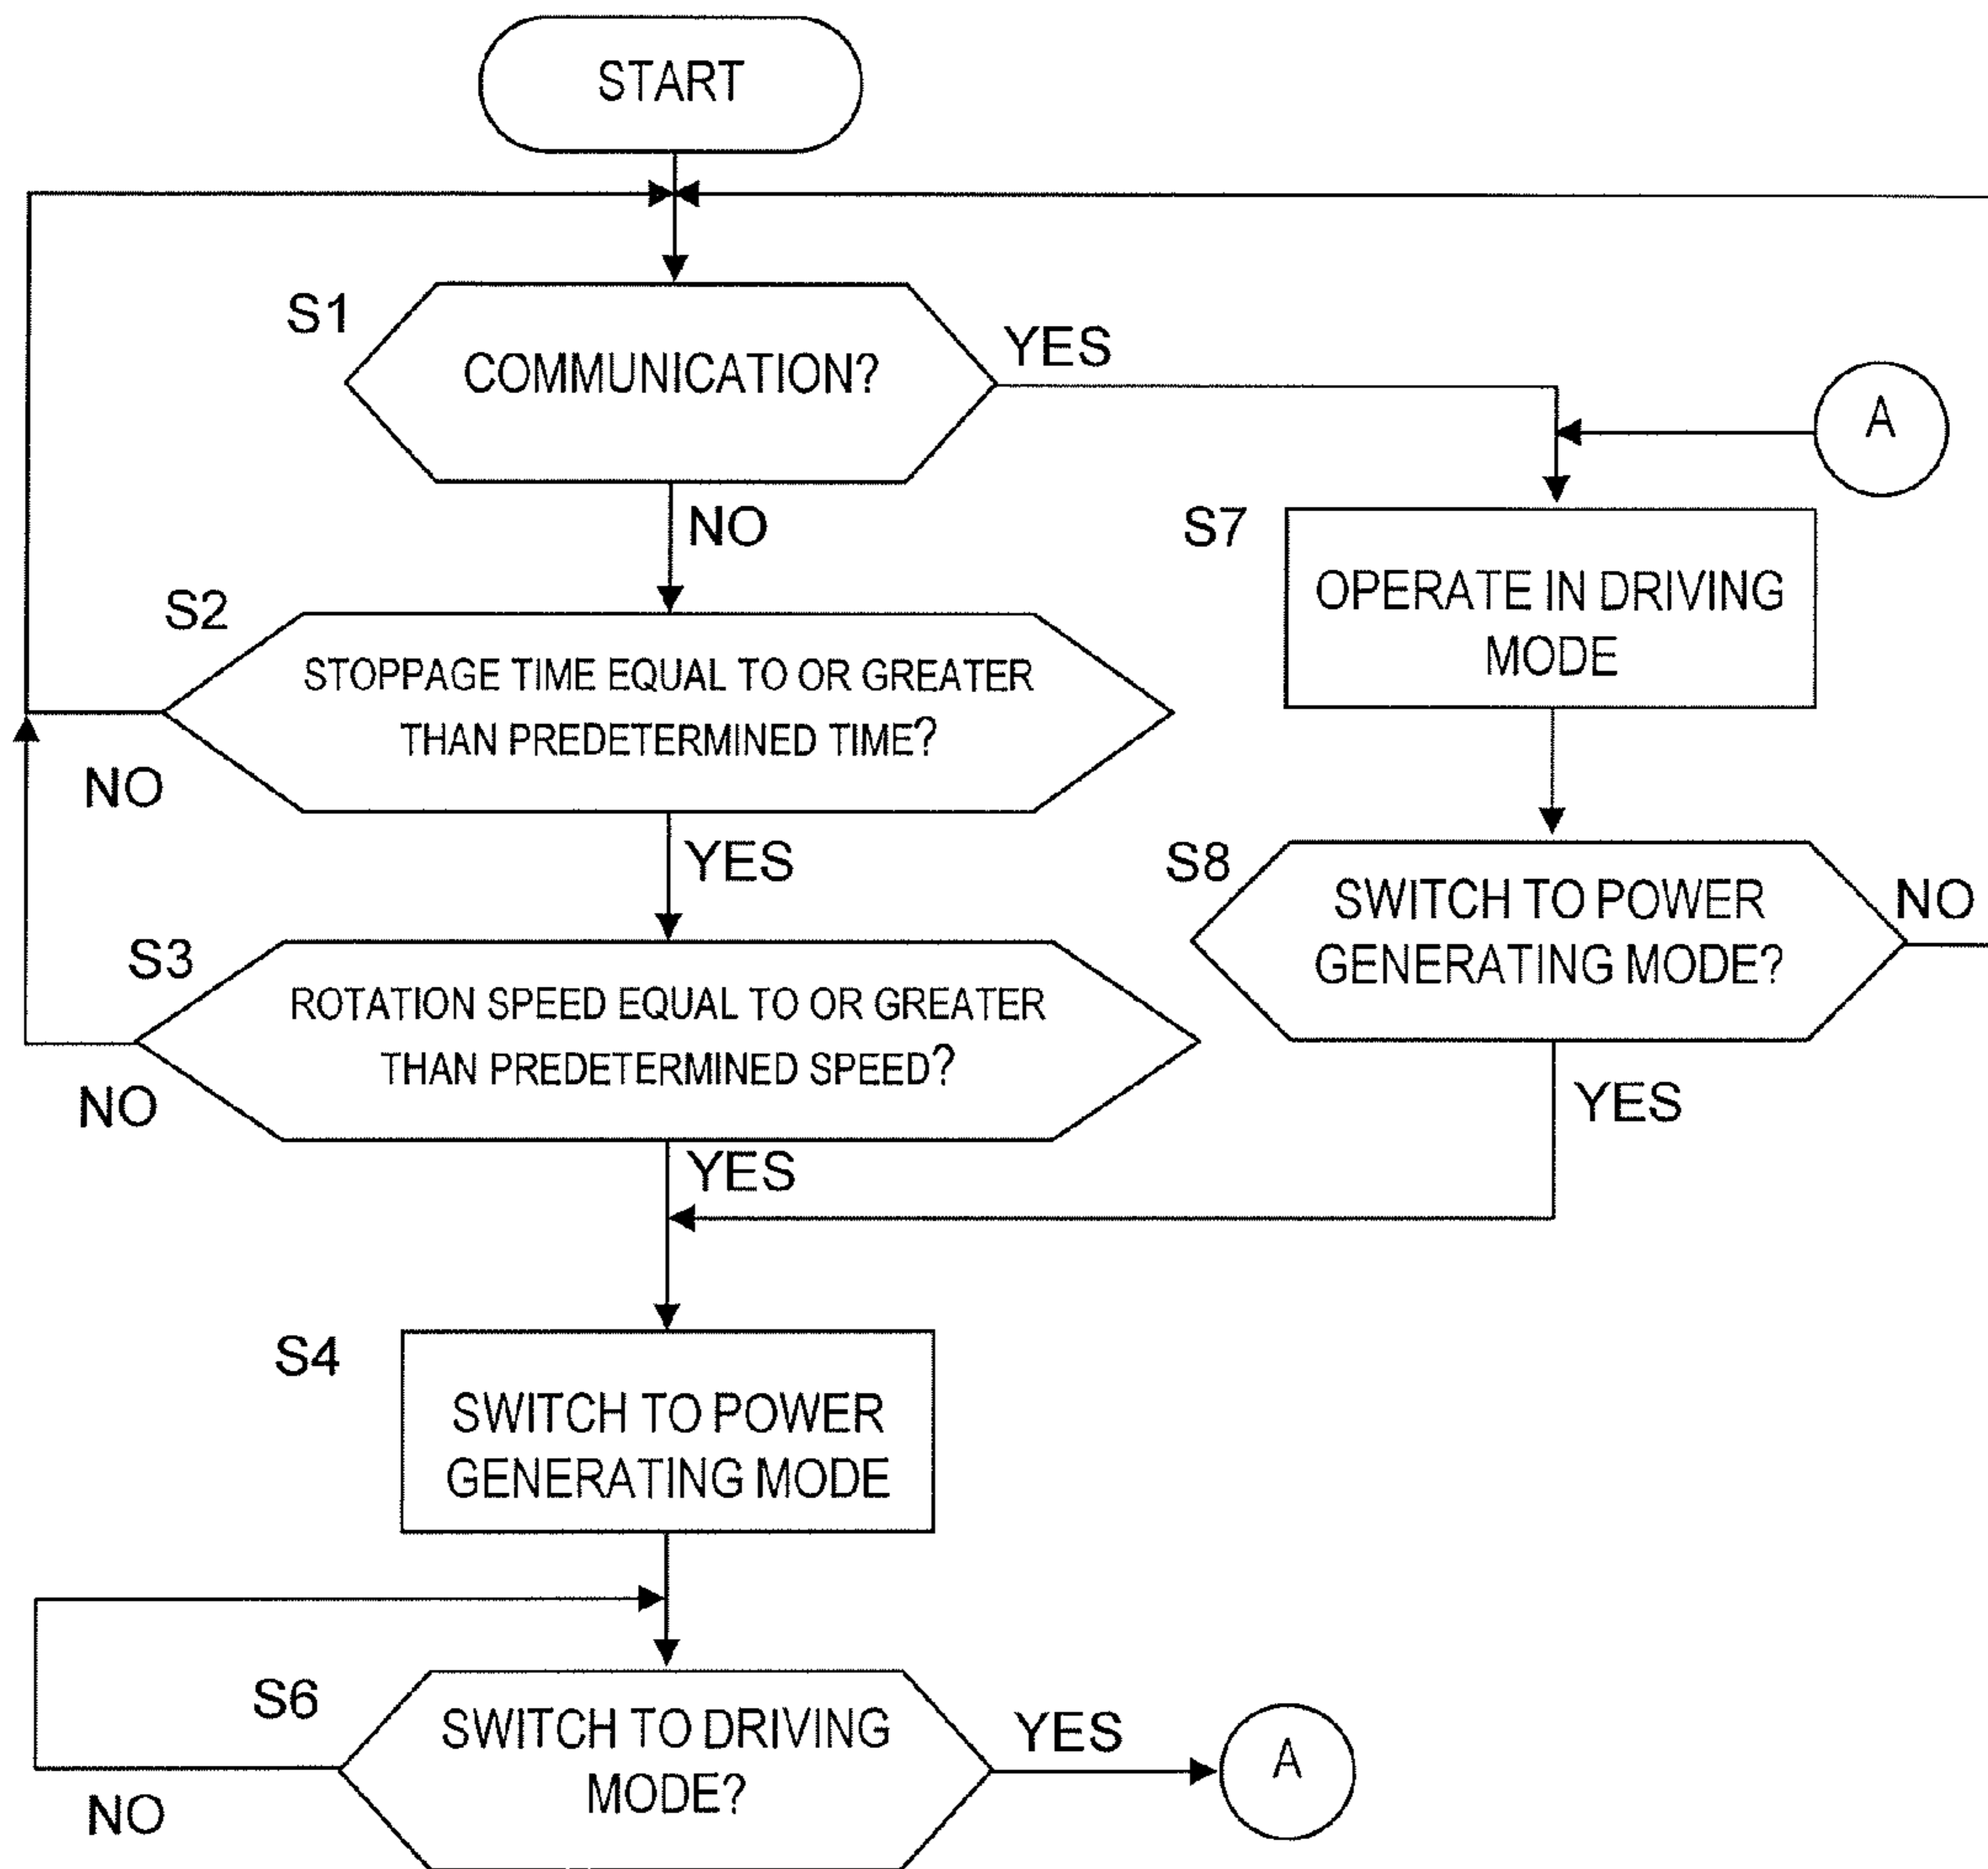 START
S1
COMMUNICATION?
YES
A
NO
S7
OPERATE IN DRIVING
MODE
S2
STOPPAGE TIME EQUAL TO OR GREATER
THAN PREDETERMINED TIME?
NO
YES
S8
SWITCH TO POWER
GENERATING MODE?
NO
S3
ROTATION SPEED EQUAL TO OR GREATER
THAN PREDETERMINED SPEED?
NO
YES
YES
S4
SWITCH TO POWER
GENERATING MODE
S6
SWITCH TO DRIVING
MODE?
YES
A
NO